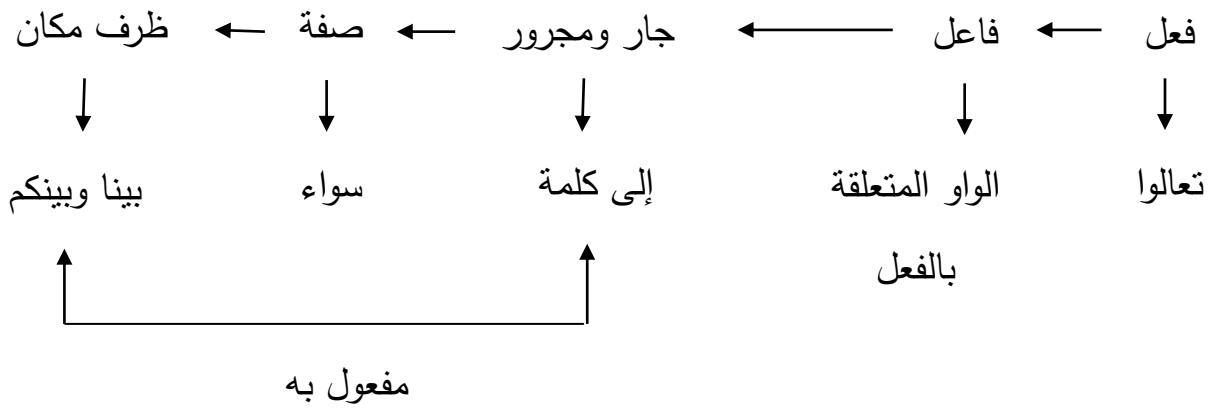 فعل فاعل جار ومجرور صفة ظرف مكان
تعالوا الواو المتعلقة إلى كلمة سواء بينا وبينكم
بالفعل
مفعول به